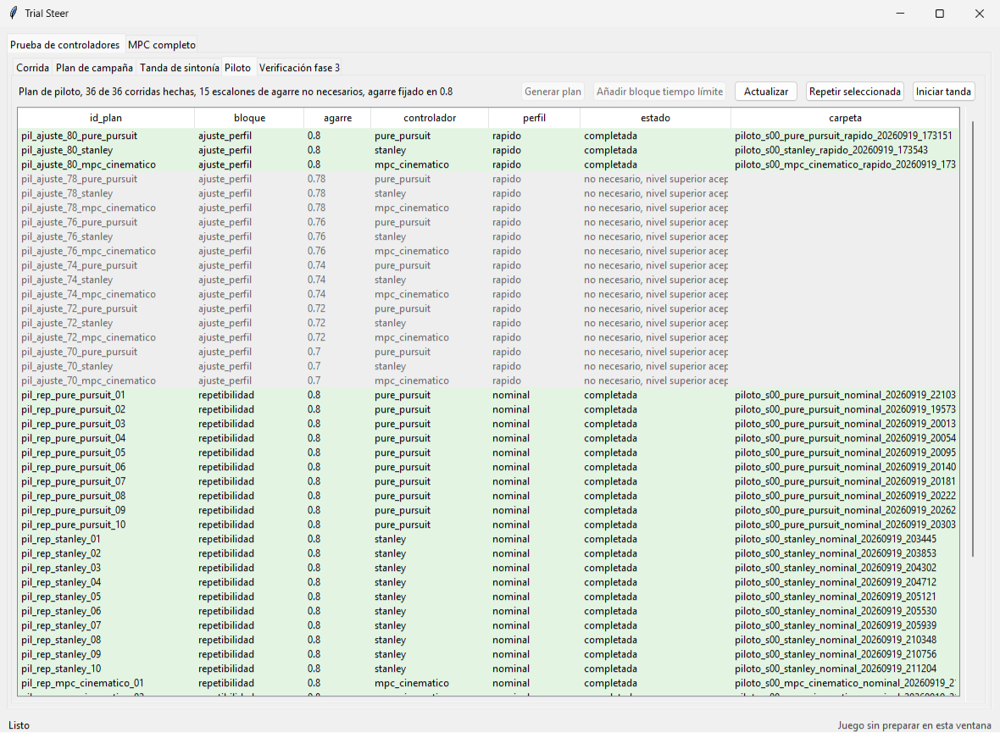 Trial Steer
Prueba de controladores MPC completo
Corrida Plan de campaña Tanda de sintonía Piloto Verificación fase 3
Plan de piloto, 36 de 36 corridas hechas, 15 escalones de agarre no necesarios, agarre fijado en 0.8 Generar plan Añadir bloque tiempo límite Actualizar Repetir seleccionada Iniciar tanda
id_plan bloque agarre controlador perfil estado carpeta
pil_ajuste_80_pure_pursuit ajuste_perfil 0.8 pure_pursuit rapido completada piloto_s00_pure_pursuit_rapido_20260919_173151
pil_ajuste_80_stanley ajuste_perfil 0.8 stanley rapido completada piloto_s00_stanley_rapido_20260919_173543
pil_ajuste_80_mpc_cinematico ajuste_perfil 0.8 mpc_cinematico rapido completada piloto_s00_mpc_cinematico_rapido_20260919_173
pil_ajuste_78_pure_pursuit ajuste_perfil 0.78 pure_pursuit rapido no necesario, nivel superior acep
pil_ajuste_78_stanley ajuste_perfil 0.78 stanley rapido no necesario, nivel superior acep
pil_ajuste_78_mpc_cinematico ajuste_perfil 0.78 mpc_cinematico rapido no necesario, nivel superior acep
pil_ajuste_76_pure_pursuit ajuste_perfil 0.76 pure_pursuit rapido no necesario, nivel superior acep
pil_ajuste_76_stanley ajuste_perfil 0.76 stanley rapido no necesario, nivel superior acep
pil_ajuste_76_mpc_cinematico ajuste_perfil 0.76 mpc_cinematico rapido no necesario, nivel superior acep
pil_ajuste_74_pure_pursuit ajuste_perfil 0.74 pure_pursuit rapido no necesario, nivel superior acep
pil_ajuste_74_stanley ajuste_perfil 0.74 stanley rapido no necesario, nivel superior acep
pil_ajuste_74_mpc_cinematico ajuste_perfil 0.74 mpc_cinematico rapido no necesario, nivel superior acep
pil_ajuste_72_pure_pursuit ajuste_perfil 0.72 pure_pursuit rapido no necesario, nivel superior acep
pil_ajuste_72_stanley ajuste_perfil 0.72 stanley rapido no necesario, nivel superior acep
pil_ajuste_72_mpc_cinematico ajuste_perfil 0.72 mpc_cinematico rapido no necesario, nivel superior acep
pil_ajuste_70_pure_pursuit ajuste_perfil 0.7 pure_pursuit rapido no necesario, nivel superior acep
pil_ajuste_70_stanley ajuste_perfil 0.7 stanley rapido no necesario, nivel superior acep
pil_ajuste_70_mpc_cinematico ajuste_perfil 0.7 mpc_cinematico rapido no necesario, nivel superior acep
pil_rep_pure_pursuit_01 repetibilidad 0.8 pure_pursuit nominal completada piloto_s00_pure_pursuit_nominal_20260919_22103
pil_rep_pure_pursuit_02 repetibilidad 0.8 pure_pursuit nominal completada piloto_s00_pure_pursuit_nominal_20260919_19573
pil_rep_pure_pursuit_03 repetibilidad 0.8 pure_pursuit nominal completada piloto_s00_pure_pursuit_nominal_20260919_20013
pil_rep_pure_pursuit_04 repetibilidad 0.8 pure_pursuit nominal completada piloto_s00_pure_pursuit_nominal_20260919_20054
pil_rep_pure_pursuit_05 repetibilidad 0.8 pure_pursuit nominal completada piloto_s00_pure_pursuit_nominal_20260919_20095
pil_rep_pure_pursuit_06 repetibilidad 0.8 pure_pursuit nominal completada piloto_s00_pure_pursuit_nominal_20260919_20140
pil_rep_pure_pursuit_07 repetibilidad 0.8 pure_pursuit nominal completada piloto_s00_pure_pursuit_nominal_20260919_20181
pil_rep_pure_pursuit_08 repetibilidad 0.8 pure_pursuit nominal completada piloto_s00_pure_pursuit_nominal_20260919_20222
pil_rep_pure_pursuit_09 repetibilidad 0.8 pure_pursuit nominal completada piloto_s00_pure_pursuit_nominal_20260919_20262
pil_rep_pure_pursuit_10 repetibilidad 0.8 pure_pursuit nominal completada piloto_s00_pure_pursuit_nominal_20260919_20303
pil_rep_stanley_01 repetibilidad 0.8 stanley nominal completada piloto_s00_stanley_nominal_20260919_203445
pil_rep_stanley_02 repetibilidad 0.8 stanley nominal completada piloto_s00_stanley_nominal_20260919_203853
pil_rep_stanley_03 repetibilidad 0.8 stanley nominal completada piloto_s00_stanley_nominal_20260919_204302
pil_rep_stanley_04 repetibilidad 0.8 stanley nominal completada piloto_s00_stanley_nominal_20260919_204712
pil_rep_stanley_05 repetibilidad 0.8 stanley nominal completada piloto_s00_stanley_nominal_20260919_205121
pil_rep_stanley_06 repetibilidad 0.8 stanley nominal completada piloto_s00_stanley_nominal_20260919_205530
pil_rep_stanley_07 repetibilidad 0.8 stanley nominal completada piloto_s00_stanley_nominal_20260919_205939
pil_rep_stanley_08 repetibilidad 0.8 stanley nominal completada piloto_s00_stanley_nominal_20260919_210348
pil_rep_stanley_09 repetibilidad 0.8 stanley nominal completada piloto_s00_stanley_nominal_20260919_210756
pil_rep_stanley_10 repetibilidad 0.8 stanley nominal completada piloto_s00_stanley_nominal_20260919_211204
pil_rep_mpc_cinematico_01 repetibilidad 0.8 mpc_cinematico nominal completada piloto_s00_mpc_cinematico_nominal_20260919_2
Listo Juego sin preparar en esta ventana